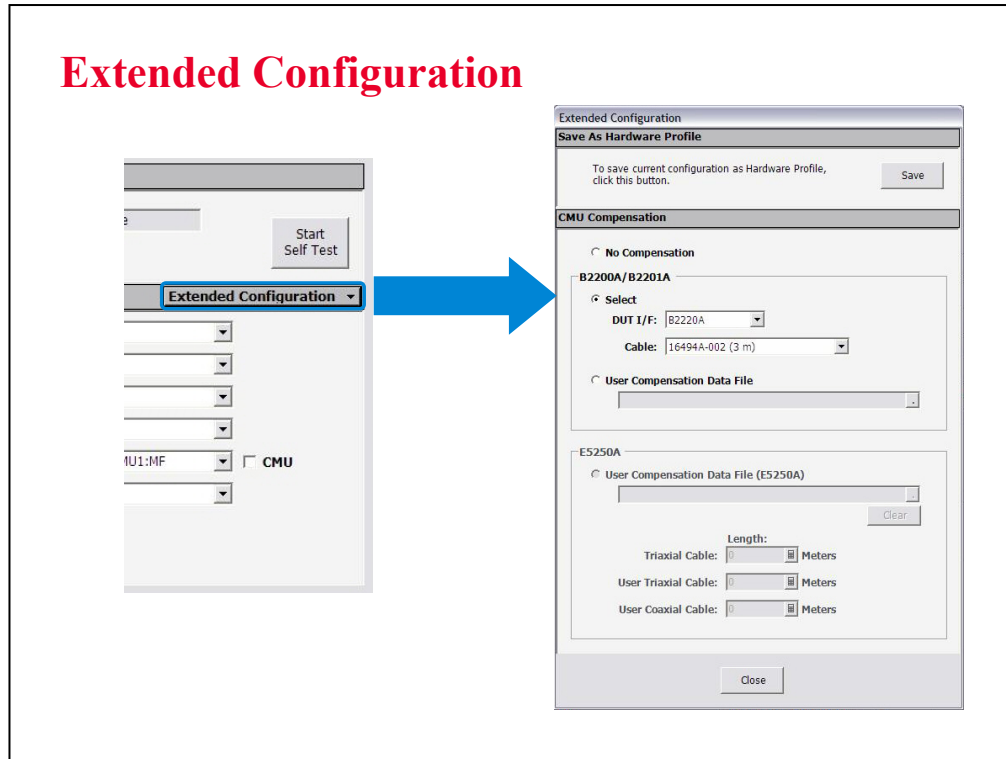 Extended Configuration
Start
Self Test
Extended Configuration
MU1:MF
CMU
Extended Configuration
Save As Hardware Profile
To save current configuration as Hardware Profile,
click this button.
Save
CMU Compensation
No Compensation
B2200A/B2201A
Select
DUT I/F: B2220A
Cable: 16494A-002 (3 m)
User Compensation Data File
.
E5250A
User Compensation Data File (E5250A)
.
Clear
Length:
Triaxial Cable: 0 Meters
User Triaxial Cable: 0 Meters
User Coaxial Cable: 0 Meters
Close